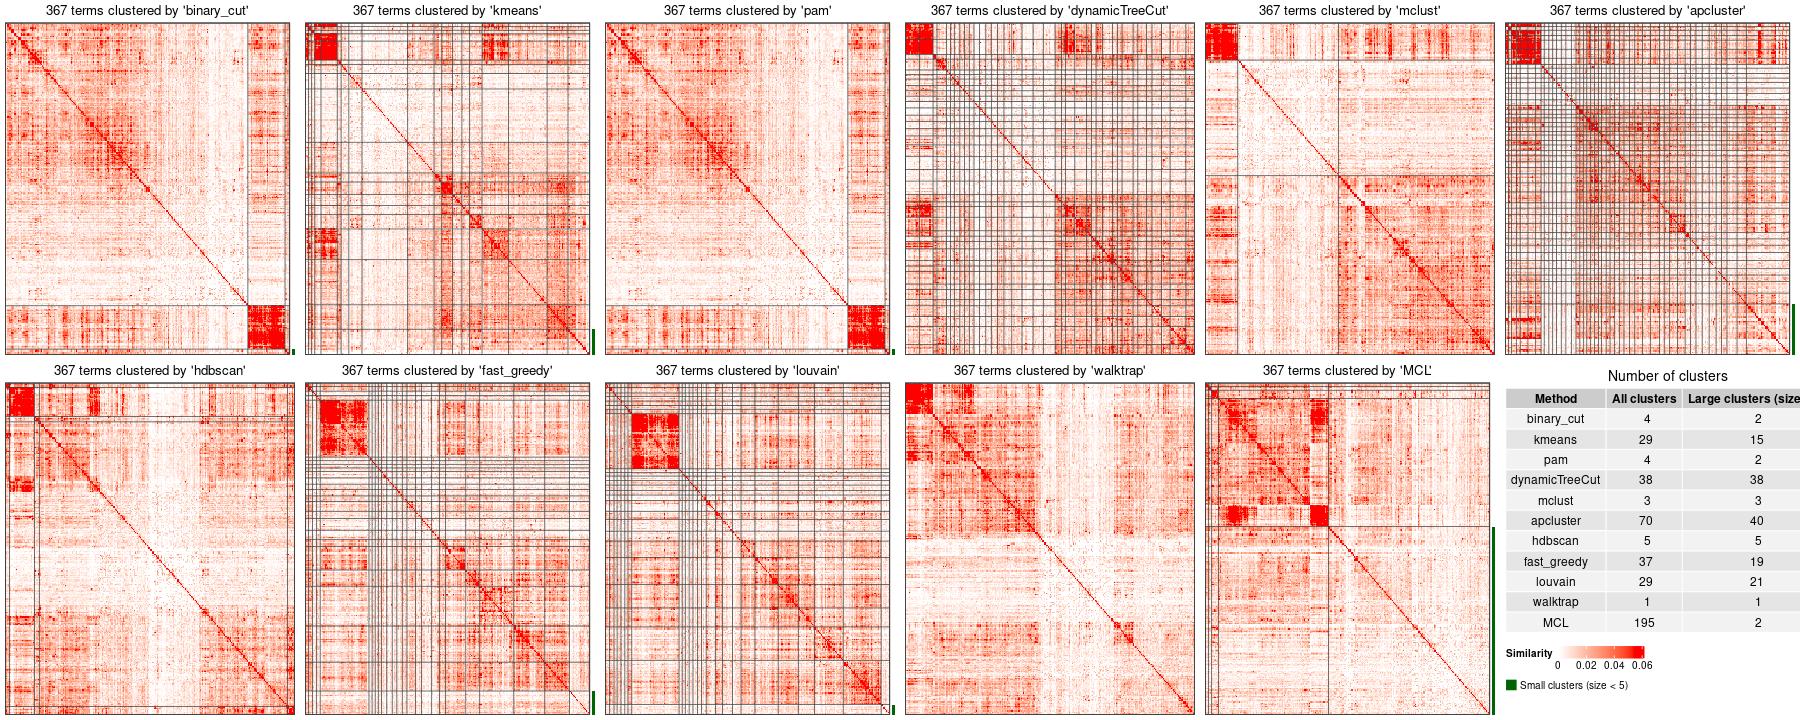 367 terms clustered by 'binary_cut'
367 terms clustered by 'kmeans'
367 terms clustered by 'pam'
367 terms clustered by 'dynamicTreeCut'
367 terms clustered by 'mclust'
367 terms clustered by 'apcluster'
367 terms clustered by 'hdbscan'
367 terms clustered by 'fast_greedy'
367 terms clustered by 'louvain'
367 terms clustered by 'walktrap'
367 terms clustered by 'MCL'
Number of clusters
Method All clusters Large clusters (size
binary_cut 4 2
kmeans 29 15
pam 4 2
dynamicTreeCut 38 38
mclust 3 3
apcluster 70 40
hdbscan 5 5
fast_greedy 37 19
louvain 29 21
walktrap 1 1
MCL 195 2
Similarity
0 0.02 0.04 0.06
Small clusters (size < 5)